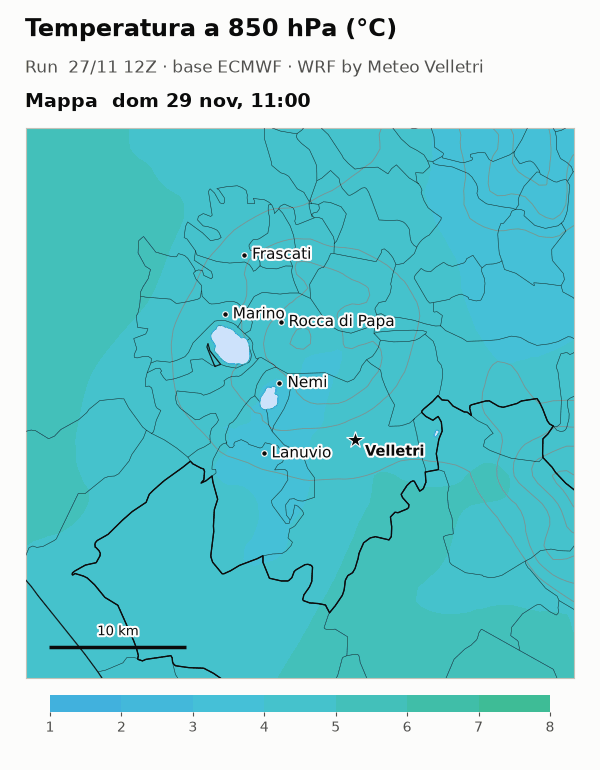 Temperatura a 850 hPa (°C)
Run 27/11 12Z · base ECMWF · WRF by Meteo Velletri
Mappa dom 29 nov, 11:00
Frascati
Marino
Rocca di Papa
Nemi
Velletri
Lanuvio
10 km
1 2 3 4 5 6 7 8